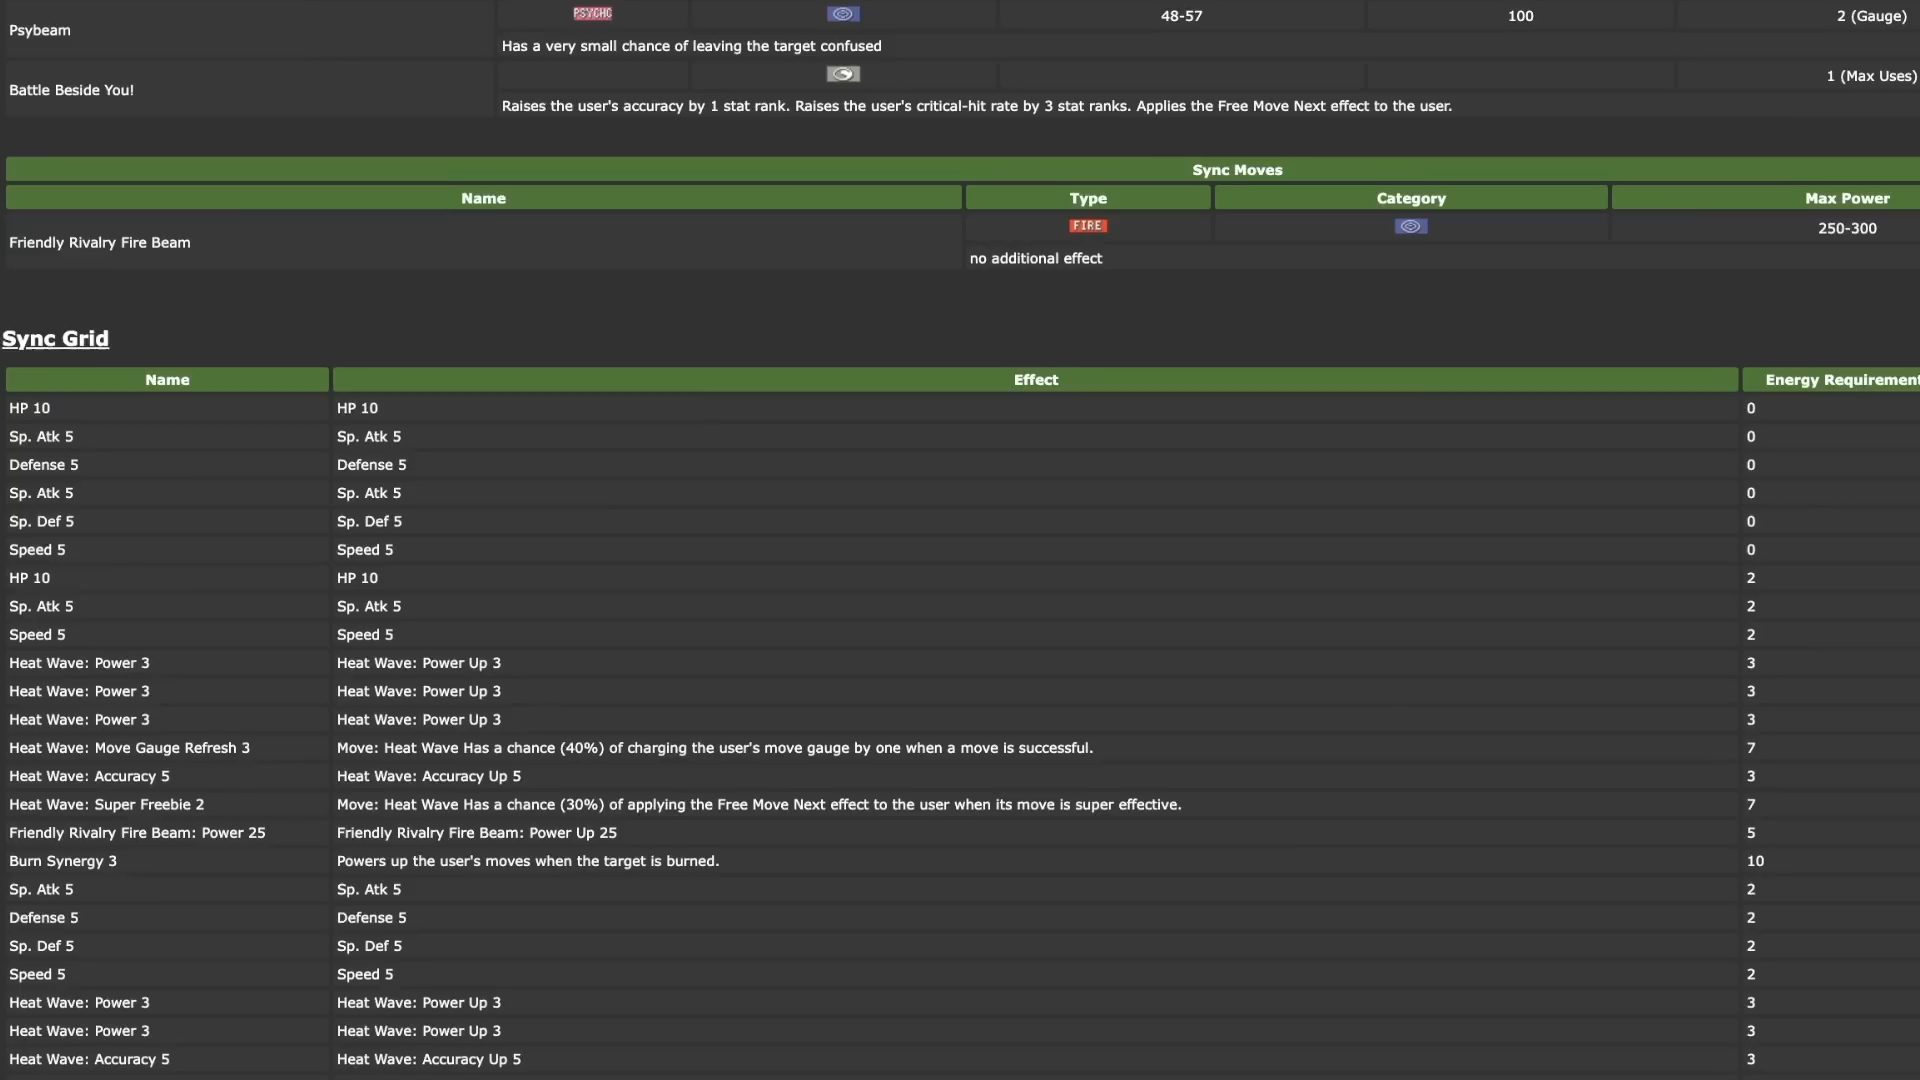 PSYCHC 48-57 100 2 (Gauge)
Psybeam
Has a very small chance of leaving the target confused
1 (Max Uses)
Battle Beside You!
Raises the user's accuracy by 1 stat rank. Raises the user's critical-hit rate by 3 stat ranks. Applies the Free Move Next effect to the user.
Sync Moves
Name Type Category Max Power
FIRE 250-300
Friendly Rivalry Fire Beam
no additional effect
Sync Grid
Name Effect Energy Requirement
HP 10 HP 10 0
Sp. Atk 5 Sp. Atk 5 0
Defense 5 Defense 5 0
Sp. Atk 5 Sp. Atk 5 0
Sp. Def 5 Sp. Def 5 0
Speed 5 Speed 5 0
HP 10 HP 10 2
Sp. Atk 5 Sp. Atk 5 2
Speed 5 Speed 5 2
Heat Wave: Power 3 Heat Wave: Power Up 3 3
Heat Wave: Power 3 Heat Wave: Power Up 3 3
Heat Wave: Power 3 Heat Wave: Power Up 3 3
Heat Wave: Move Gauge Refresh 3 Move: Heat Wave Has a chance (40%) of charging the user's move gauge by one when a move is successful. 7
Heat Wave: Accuracy 5 Heat Wave: Accuracy Up 5 3
Heat Wave: Super Freebie 2 Move: Heat Wave Has a chance (30%) of applying the Free Move Next effect to the user when its move is super effective. 7
Friendly Rivalry Fire Beam: Power 25 Friendly Rivalry Fire Beam: Power Up 25 5
Burn Synergy 3 Powers up the user's moves when the target is burned. 10
Sp. Atk 5 Sp. Atk 5 2
Defense 5 Defense 5 2
Sp. Def 5 Sp. Def 5 2
Speed 5 Speed 5 2
Heat Wave: Power 3 Heat Wave: Power Up 3 3
Heat Wave: Power 3 Heat Wave: Power Up 3 3
Heat Wave: Accuracy 5 Heat Wave: Accuracy Up 5 3